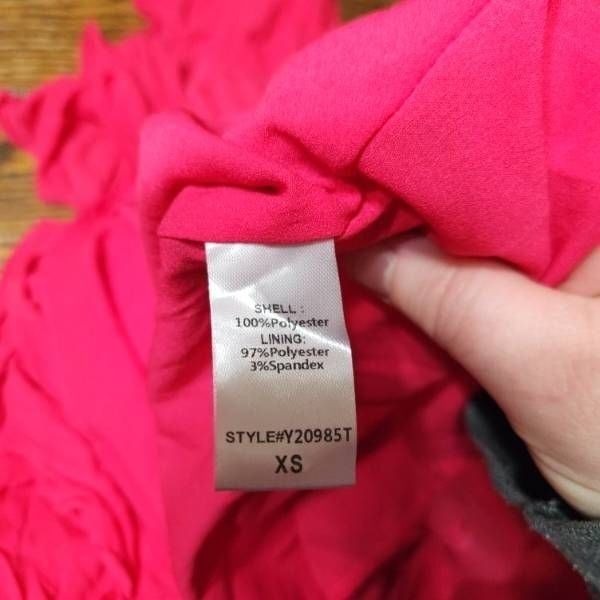 SHELL :
100%Polyester
LINING:
97%Polyester
3%Spandex
STYLE#Y20985T
XS